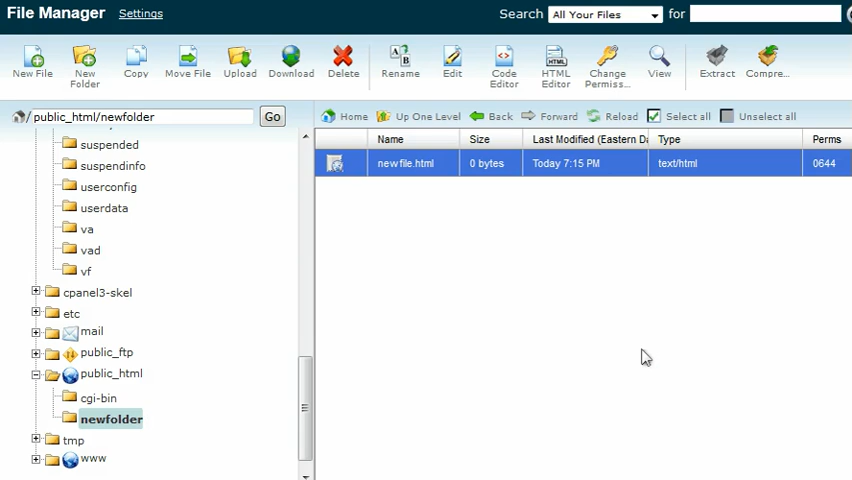 File Manager Settings Search All Your Files for
New File New Folder Copy Move File Upload Download Delete Rename Edit Code Editor HTML Editor Change Permiss... View Extract Compre...
/ public_html/newfolder Go Home Up One Level Back Forward Reload Select all Unselect all
Name Size Last Modified (Eastern Da Type Perms
newfile.html 0 bytes Today 7:15 PM text/html 0644
suspended
suspendinfo
userconfig
userdata
va
vad
vf
cpanel3-skel
etc
mail
public_ftp
public_html
cgi-bin
newfolder
tmp
www